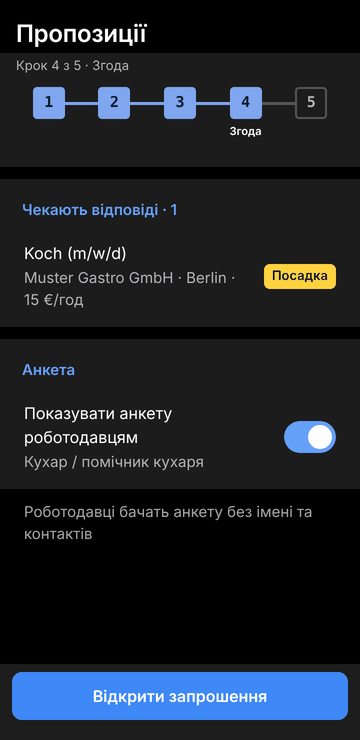 Пропозиції
Крок 4 з 5 · Згода
1 2 3 4 5
Згода
Чекають відповіді · 1
Koch (m/w/d)
Muster Gastro GmbH · Berlin ·
15 €/год
Посадка
Анкета
Показувати анкету
роботодавцям
Кухар / помічник кухаря
Роботодавці бачать анкету без імені та
контактів
Відкрити запрошення